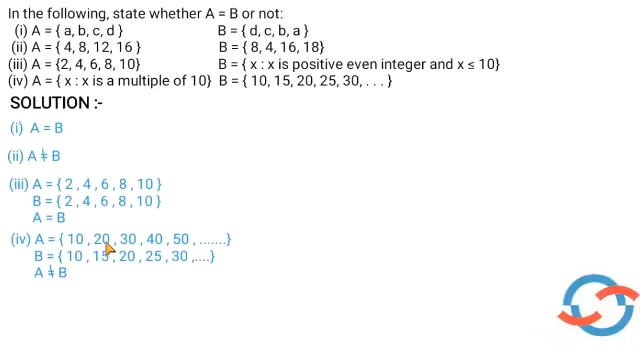 In the following, state whether A = B or not:
(i) A = { a, b, c, d } B = { d, c, b, a }
(ii) A = { 4, 8, 12, 16 } B = { 8, 4, 16, 18}
(iii) A = {2, 4, 6, 8, 10} B = { x : x is positive even integer and x ≤ 10}
(iv) A = { x : x is a multiple of 10} B = { 10, 15, 20, 25, 30, . . . }
SOLUTION :-
(i) A = B
(ii) A ≠ B
(iii) A = { 2 , 4 , 6 , 8 , 10 }
B = { 2 , 4 , 6 , 8 , 10 }
A = B
(iv) A = { 10 , 20 , 30 , 40 , 50 , .......}
B = { 10 , 15 , 20 , 25 , 30 ,....}
A ≠ B